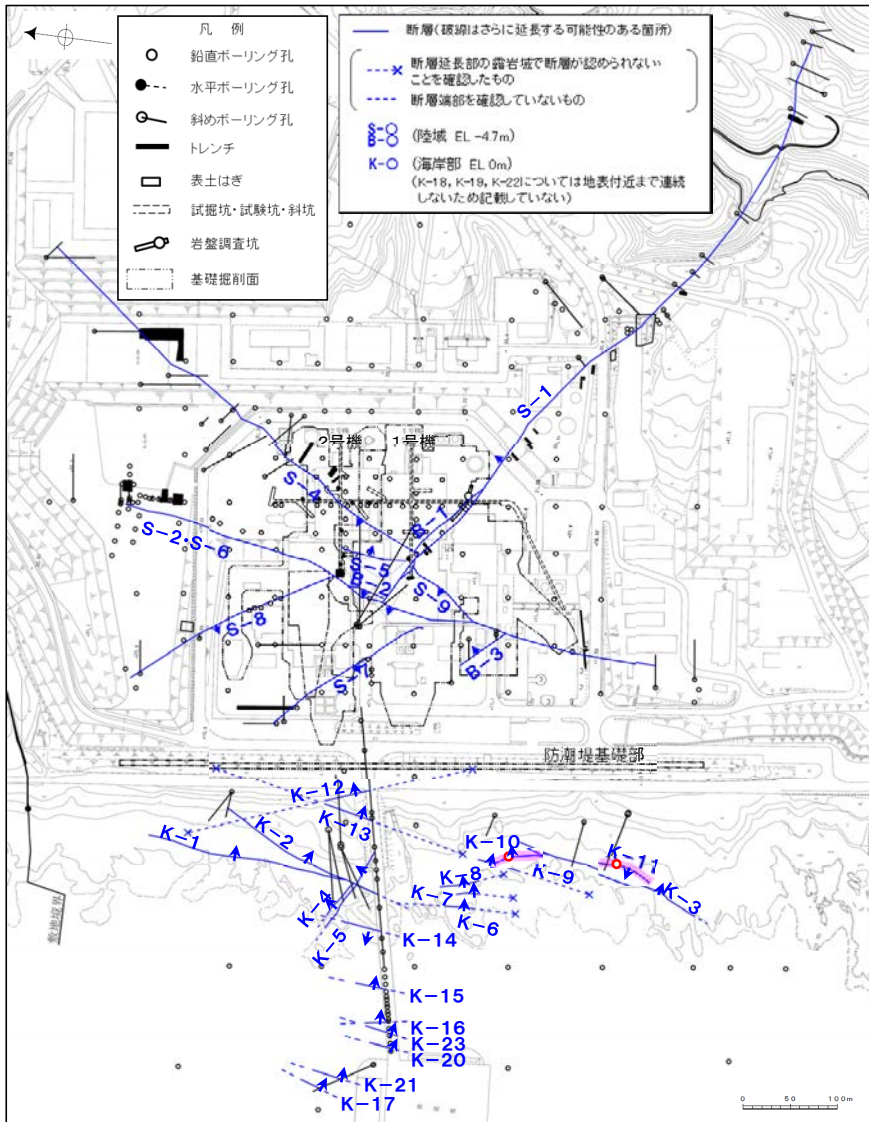 凡 例
鉛直ボーリング孔
水平ボーリング孔
斜めボーリング孔
トレンチ
表土はぎ
試掘坑・試験坑・斜坑
岩盤調査坑
基礎掘削面
断層(破線はさらに延長する可能性のある箇所)
断層延長部の露岩域で断層が認められない
ことを確認したもの
断層端部を確認していないもの
S-○
B-○
(陸域 EL -4.7m)
K-○
(海岸部 EL 0m)
(K-18, K-19, K-22については地表付近まで連続
しないため記載していない)
S-1
2号機
1号機
S-4
B-1
S-2・S-6
S-5
B-2
S-9
S-8
B-3
S-7
防潮堤基礎部
K-12
K-13
K-2
K-1
K-10
K-11
K-8
K-9
K-7
K-3
K-4
K-6
K-5
K-14
K-15
K-16
K-23
K-20
K-21
K-17
敷地境界
0 50 100m